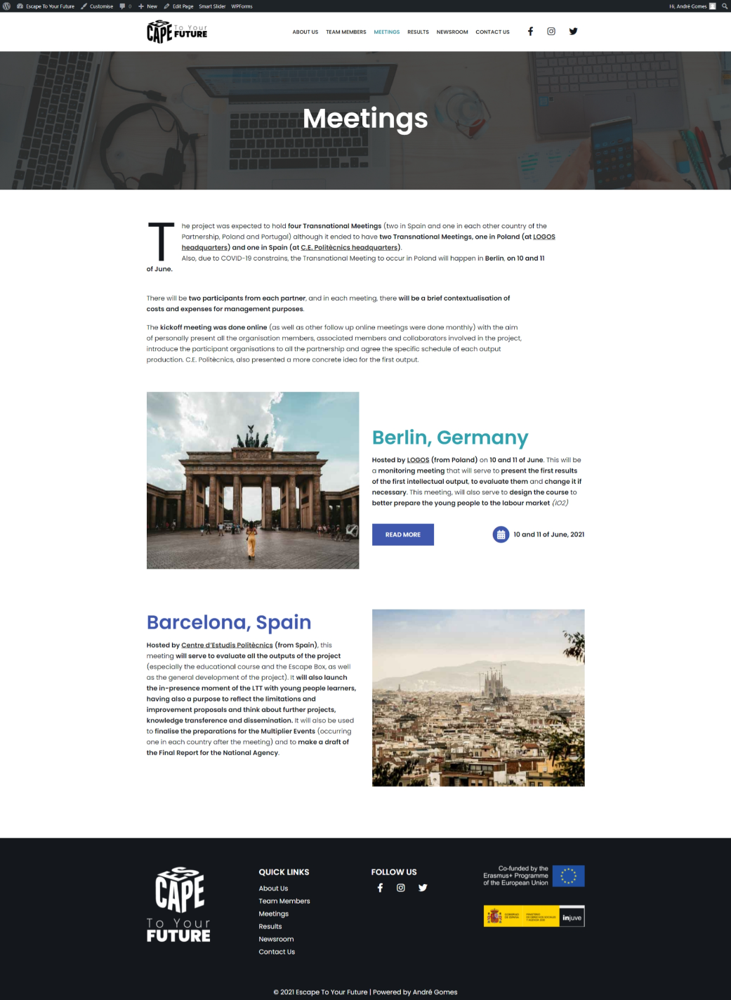 Escape To Your Future Customise 0 New Edit Page Smart Slider WPForms Hi, André Gomes
ESCAPE To Your FUTURE
ABOUT US TEAM MEMBERS MEETINGS RESULTS NEWSROOM CONTACT US
Meetings
The project was expected to hold four Transnational Meetings (two in Spain and one in each other country of the
Partnership, Poland and Portugal) although it ended to have two Transnational Meetings, one in Poland (at LOGOS
headquarters) and one in Spain (at C.E. Politècnics headquarters).
Also, due to COVID-19 constrains, the Transnational Meeting to occur in Poland will happen in Berlin, on 10 and 11
of June.
There will be two participants from each partner, and in each meeting, there will be a brief contextualisation of
costs and expenses for management purposes.
The kickoff meeting was done online (as well as other follow up online meetings were done monthly) with the aim
of personally present all the organisation members, associated members and collaborators involved in the project,
introduce the participant organisations to all the partnership and agree the specific schedule of each output
production. C.E. Politècnics, also presented a more concrete idea for the first output.
Berlin, Germany
Hosted by LOGOS (from Poland) on 10 and 11 of June. This will be
a monitoring meeting that will serve to present the first results
of the first intellectual output, to evaluate them and change it if
necessary. This meeting, will also serve to design the course to
better prepare the young people to the labour market (IO2)
READ MORE
10 and 11 of June, 2021
Barcelona, Spain
Hosted by Centre d'Estudis Politècnics (from Spain), this
meeting will serve to evaluate all the outputs of the project
(especially the educational course and the Escape Box, as well
as the general development of the project). It will also launch
the in-presence moment of the LTT with young people learners,
having also a purpose to reflect the limitations and
improvement proposals and think about further projects,
knowledge transference and dissemination. It will also be used
to finalise the preparations for the Multiplier Events (occurring
one in each country after the meeting) and to make a draft of
the Final Report for the National Agency.
ESCAPE
To Your
FUTURE
QUICK LINKS
About Us
Team Members
Meetings
Results
Newsroom
Contact Us
FOLLOW US
Co-funded by the
Erasmus+ Programme
of the European Union
GOBIERNO
DE ESPAÑA
MINISTERIO
DE DERECHOS SOCIALES
Y AGENDA 2030
injuve
© 2021 Escape To Your Future | Powered by André Gomes